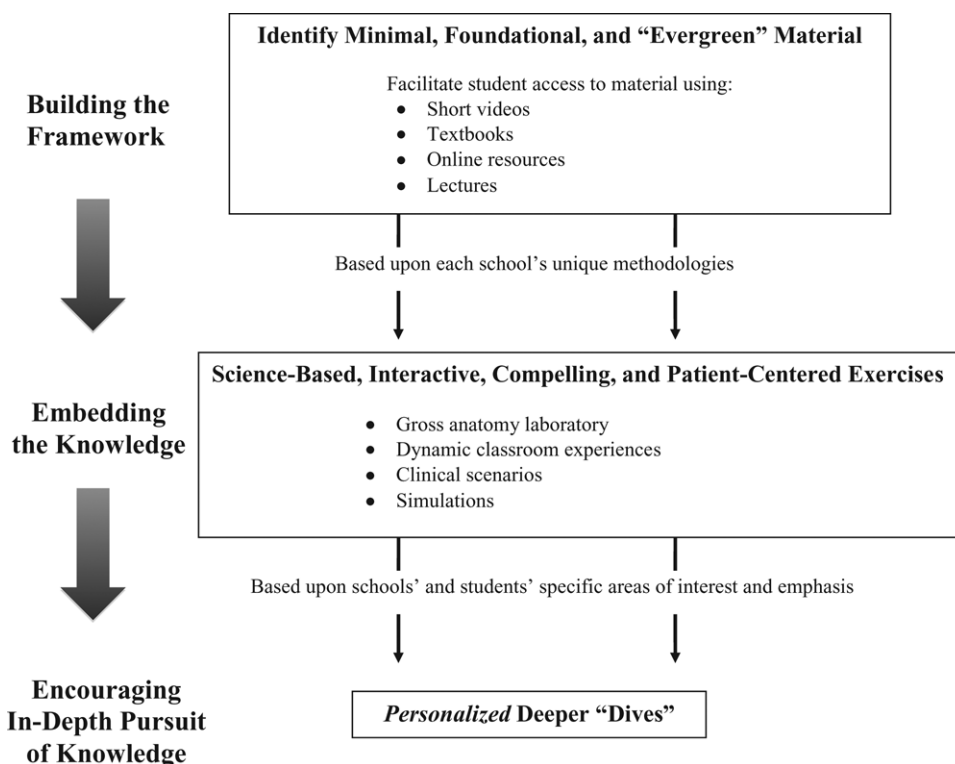 Identify Minimal, Foundational, and “Evergreen” Material
Facilitate student access to material using:
● Short videos
● Textbooks
● Online resources
● Lectures
Building the
Framework
Based upon each school’s unique methodologies
Science-Based, Interactive, Compelling, and Patient-Centered Exercises
● Gross anatomy laboratory
● Dynamic classroom experiences
● Clinical scenarios
● Simulations
Embedding
the Knowledge
Based upon schools’ and students’ specific areas of interest and emphasis
Encouraging
In-Depth Pursuit
of Knowledge
Personalized Deeper “Dives”